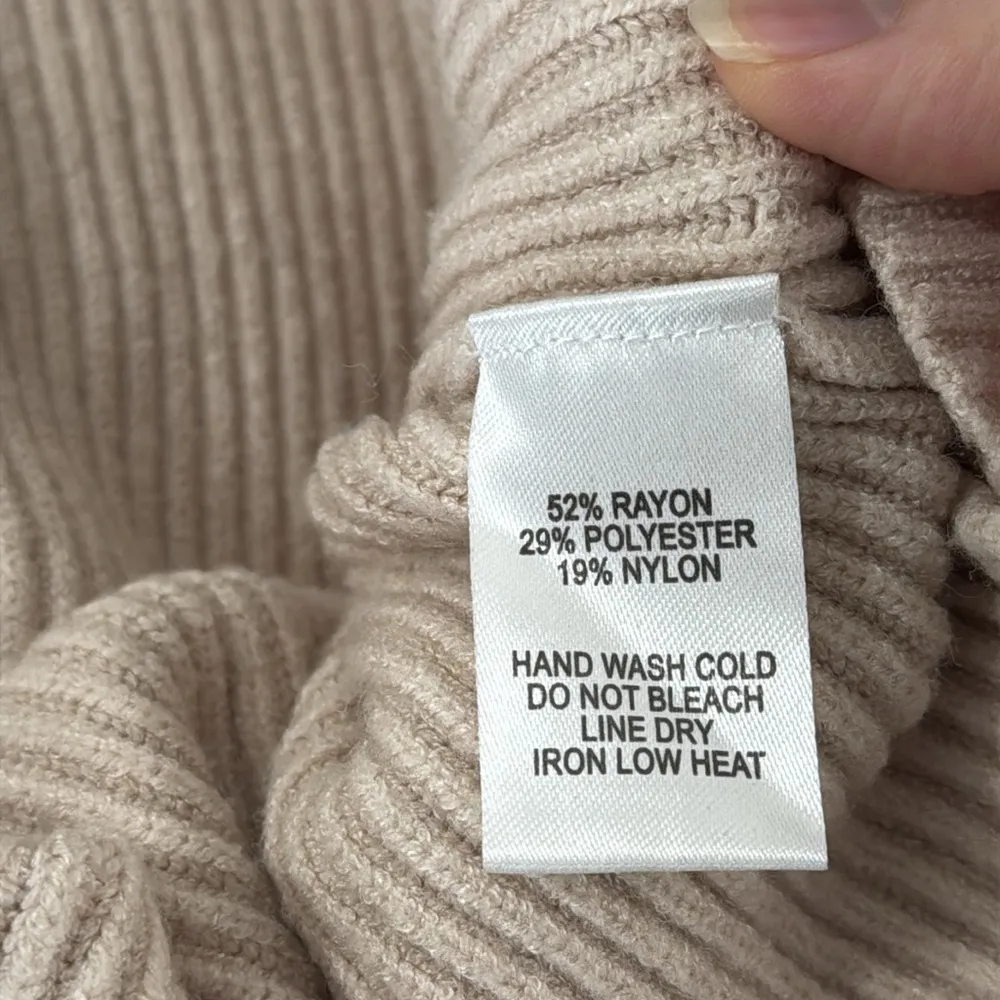 52% RAYON
29% POLYESTER
19% NYLON
HAND WASH COLD
DO NOT BLEACH
LINE DRY
IRON LOW HEAT